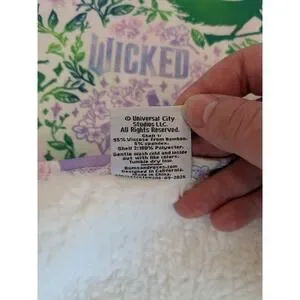 WICKED
© Universal City
Studios LLC.
All Rights Reserved.
Shell 1:
95% Viscose from Bamboo,
5% Spandex.
Shell 2:100% Polyester.
Gentle wash cold and inside
out with like colors.
Tumble dry low.
Bumsandroses.com
Designed in California.
Made in China.